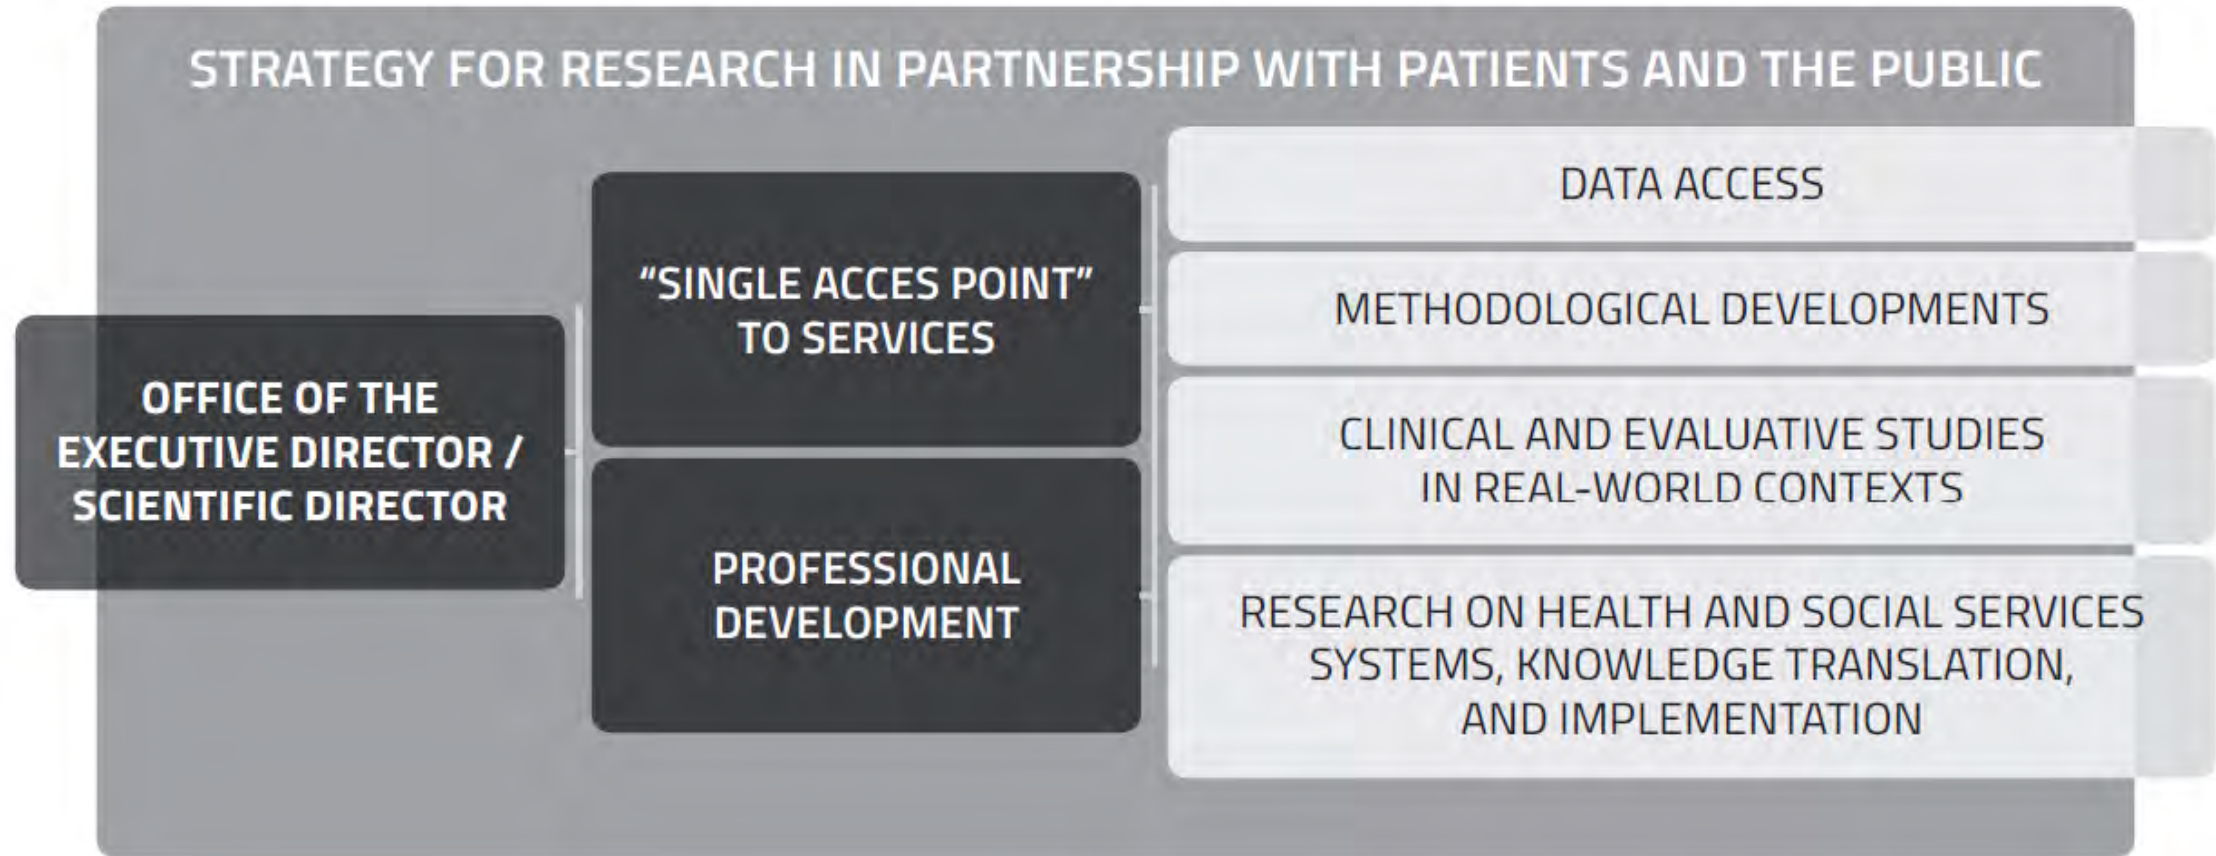 STRATEGY FOR RESEARCH IN PARTNERSHIP WITH PATIENTS AND THE PUBLIC
OFFICE OF THE
EXECUTIVE DIRECTOR /
SCIENTIFIC DIRECTOR
“SINGLE ACCES POINT”
TO SERVICES
PROFESSIONAL
DEVELOPMENT
DATA ACCESS
METHODOLOGICAL DEVELOPMENTS
CLINICAL AND EVALUATIVE STUDIES
IN REAL-WORLD CONTEXTS
RESEARCH ON HEALTH AND SOCIAL SERVICES
SYSTEMS, KNOWLEDGE TRANSLATION,
AND IMPLEMENTATION